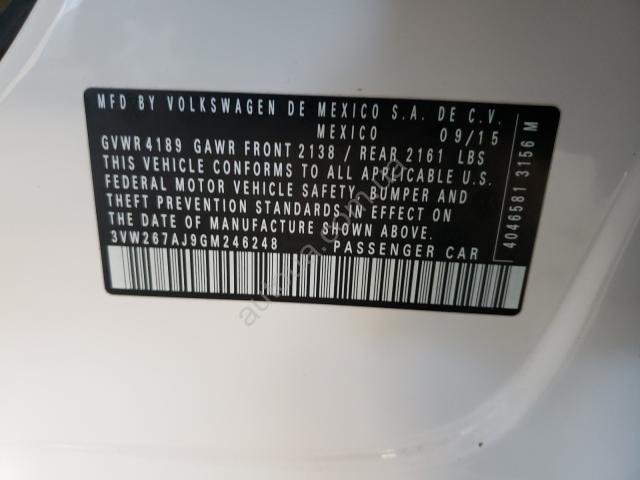 MFD BY VOLKSWAGEN DE MEXICO S.A. DE C.V.
MEXICO 09/15
GVWR 4189 GAWR FRONT 2138 / REAR 2161 LBS
THIS VEHICLE CONFORMS TO ALL APPLICABLE U.S.
FEDERAL MOTOR VEHICLE SAFETY, BUMPER AND
THEFT PREVENTION STANDARDS IN EFFECT ON
THE DATE OF MANUFACTURE SHOWN ABOVE.
3VW267AJ9GM246248 PASSENGER CAR
4046581 3156 M